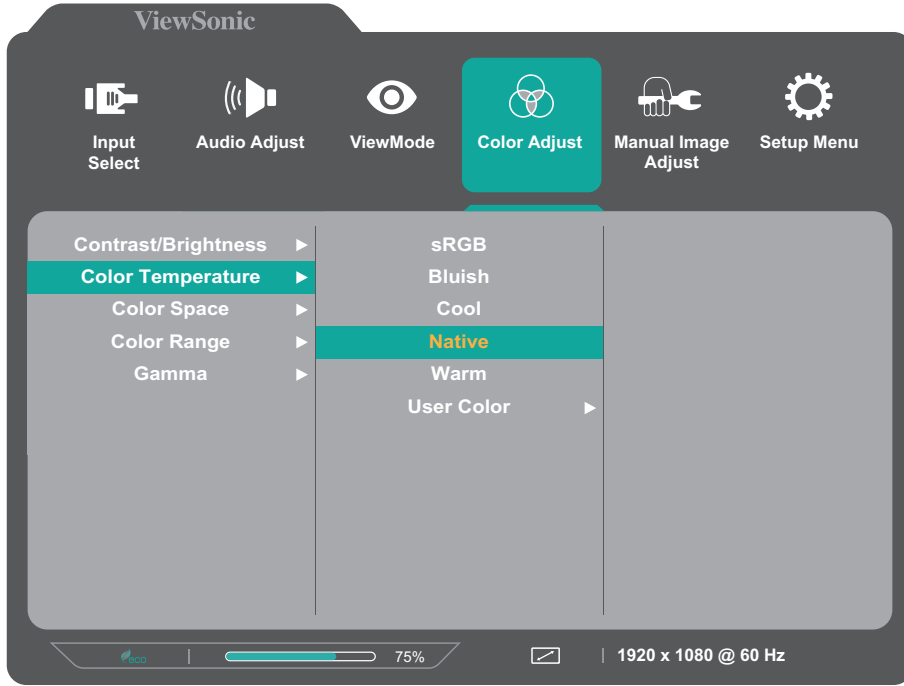 ViewSonic
Input Select
Audio Adjust
ViewMode
Color Adjust
Manual Image Adjust
Setup Menu
Contrast/Brightness
Color Temperature
Color Space
Color Range
Gamma
sRGB
Bluish
Cool
Native
Warm
User Color
eco
75%
1920 x 1080 @ 60 Hz